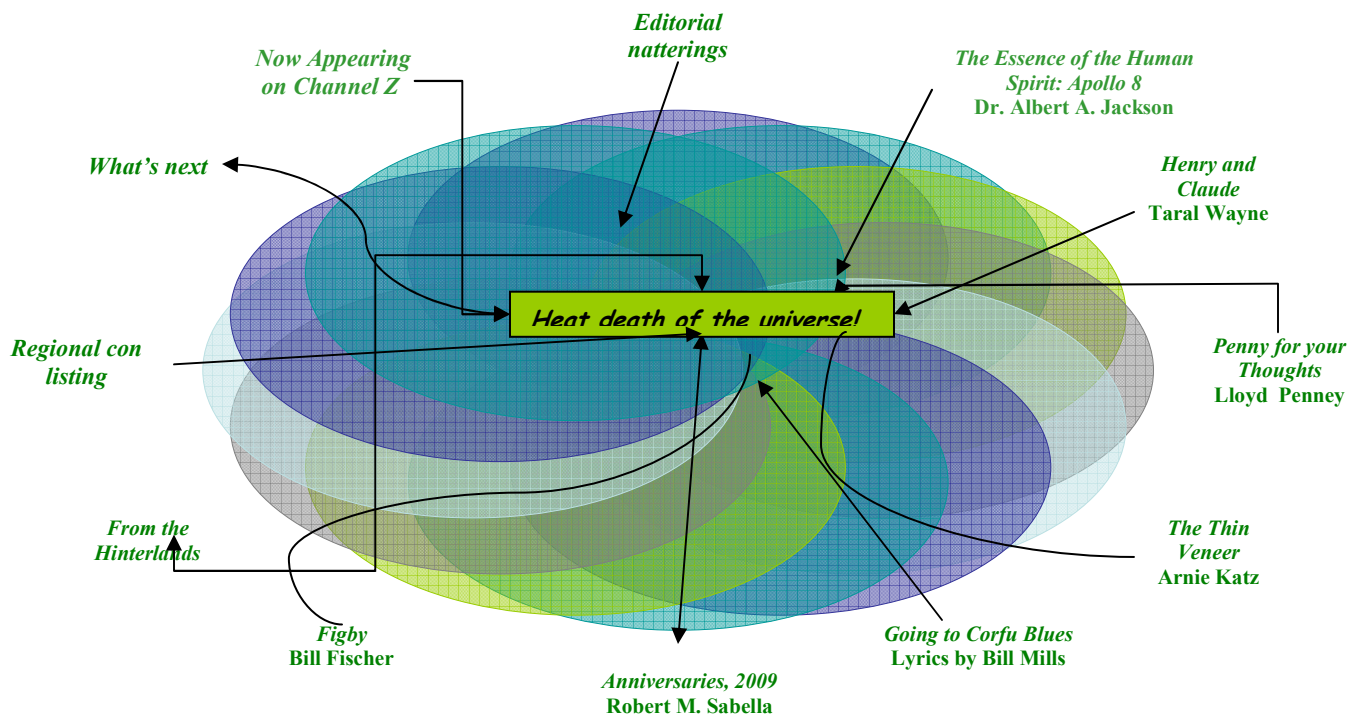 Editorial
natterings
Now Appearing
on Channel Z
The Essence of the Human
Spirit: Apollo 8
Dr. Albert A. Jackson
What's next
Henry and
Claude
Taral Wayne
Heat death of the universe!
Regional con
listing
Penny for your
Thoughts
Lloyd Penney
From the
Hinterlands
The Thin
Veneer
Arnie Katz
Figby
Bill Fischer
Going to Corfu Blues
Lyrics by Bill Mills
Anniversaries, 2009
Robert M. Sabella